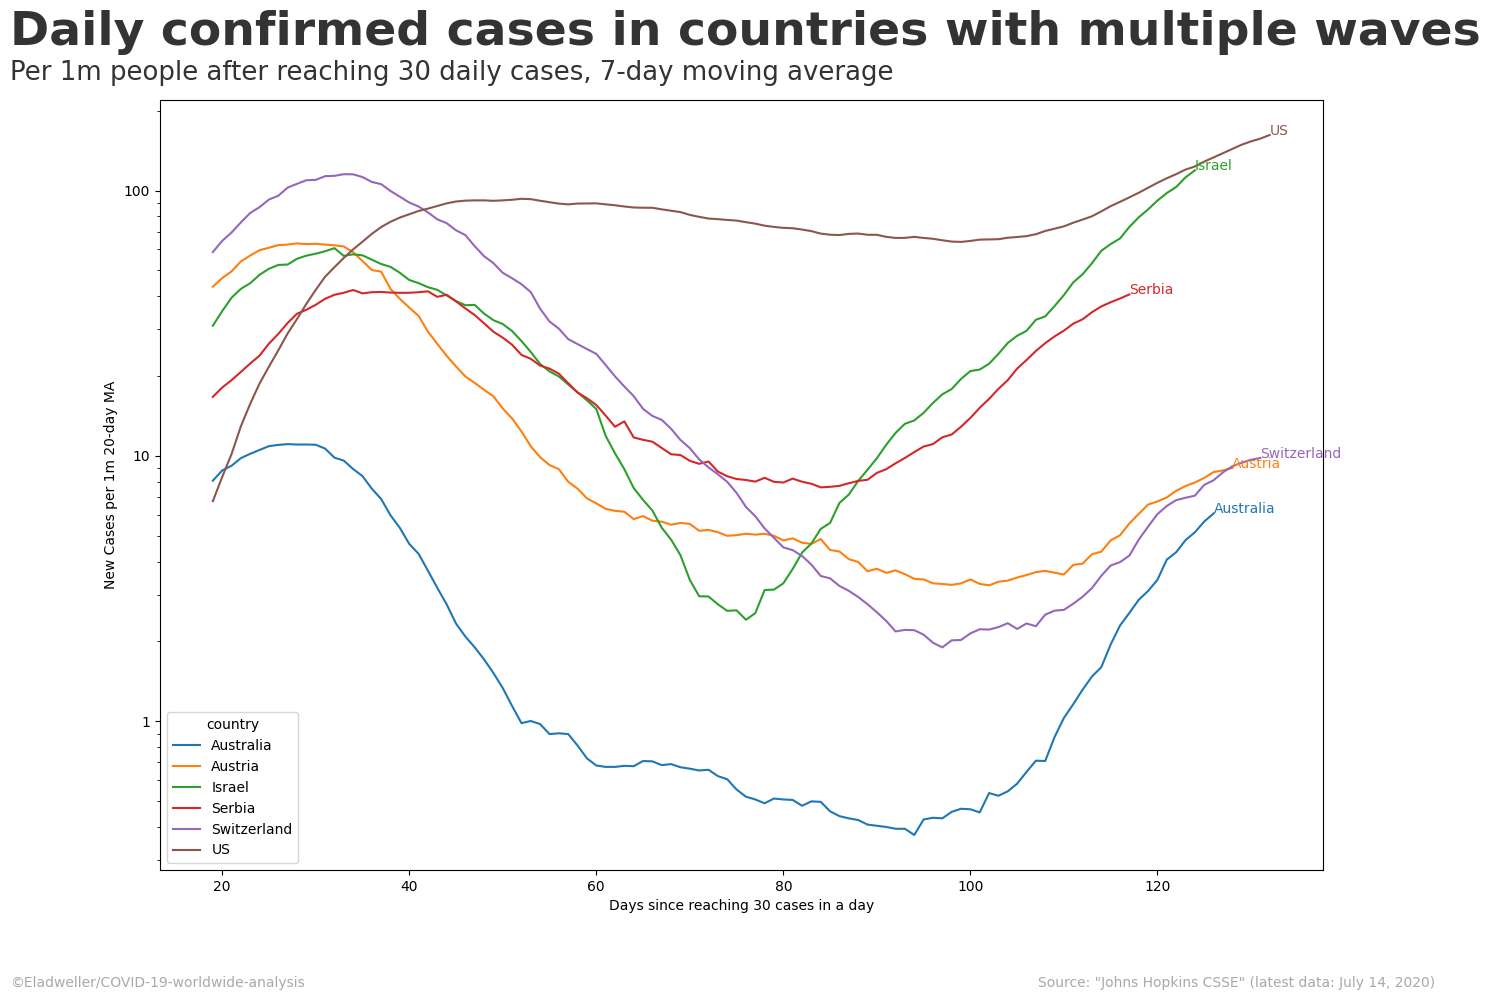 Daily confirmed cases in countries with multiple waves
Per 1m people after reaching 30 daily cases, 7-day moving average
US
Israel
100
Serbia
New Cases per 1m 20-day MA
10
Switzerland
Austria
Australia
1
country
Australia
Austria
Israel
Serbia
Switzerland
US
20 40 60 80 100 120
Days since reaching 30 cases in a day
©Eladweller/COVID-19-worldwide-analysis
Source: "Johns Hopkins CSSE" (latest data: July 14, 2020)